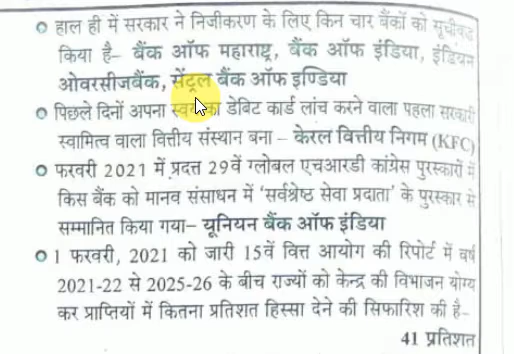 हाल ही में सरकार ने निजीकरण के लिए किन चार बैंकों को सूचीबद्ध
किया है– बैंक ऑफ महाराष्ट्र, बैंक ऑफ इंडिया, इंडियन
ओवरसीजबैंक, सेंट्रल बैंक ऑफ इण्डिया
पिछले दिनों अपना स्वयं का डेबिट कार्ड लांच करने वाला पहला सरकारी
स्वामित्व वाला वित्तीय संस्थान बना – केरल वित्तीय निगम (KFC)
फरवरी 2021 में प्रदत्त 29वें ग्लोबल एचआरडी कांग्रेस पुरस्कारों में
किस बैंक को मानव संसाधन में 'सर्वश्रेष्ठ सेवा प्रदाता' के पुरस्कार से
सम्मानित किया गया– यूनियन बैंक ऑफ इंडिया
1 फरवरी, 2021 को जारी 15वें वित्त आयोग की रिपोर्ट में वर्ष
2021-22 से 2025-26 के बीच राज्यों को केन्द्र की विभाजन योग्य
कर प्राप्तियों में कितना प्रतिशत हिस्सा देने की सिफारिश की है–
41 प्रतिशत